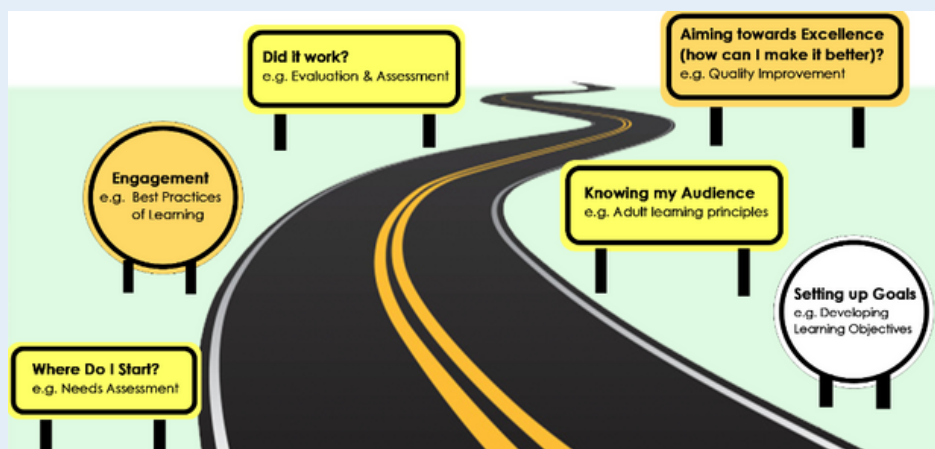 Did it work?
e.g. Evaluation & Assessment
Aiming towards Excellence
(how can I make it better)?
e.g. Quality Improvement
Engagement
e.g. Best Practices
of Learning
Knowing my Audience
e.g. Adult learning principles
Setting up Goals
e.g. Developing
Learning Objectives
Where Do I Start?
e.g. Needs Assessment